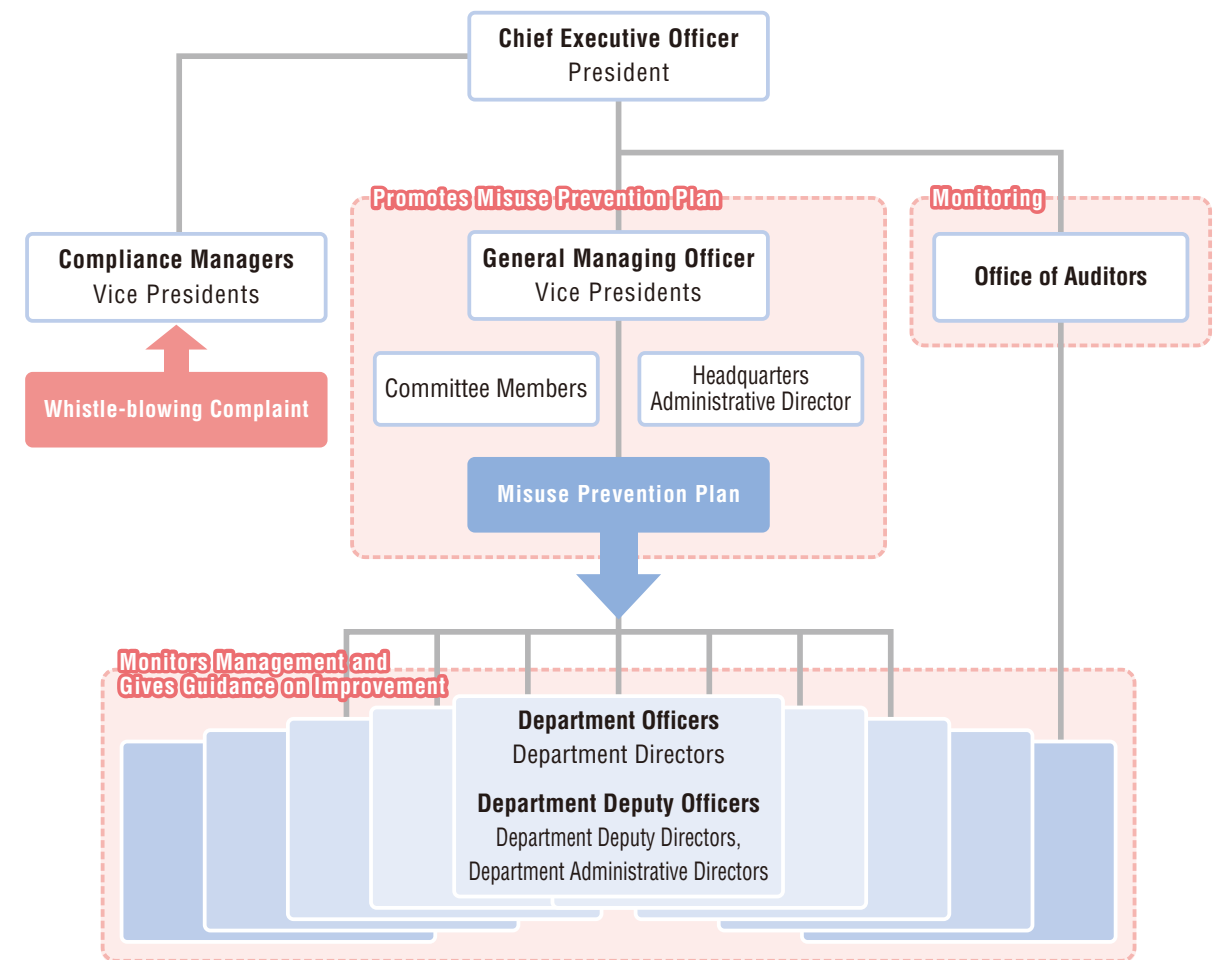 Chief Executive Officer
President
Promotes Misuse Prevention Plan
Monitoring
Compliance Managers
Vice Presidents
General Managing Officer
Vice Presidents
Office of Auditors
Whistle-blowing Complaint
Committee Members
Headquarters
Administrative Director
Misuse Prevention Plan
Monitors Management and
Gives Guidance on Improvement
Department Officers
Department Directors
Department Deputy Officers
Department Deputy Directors,
Department Administrative Directors